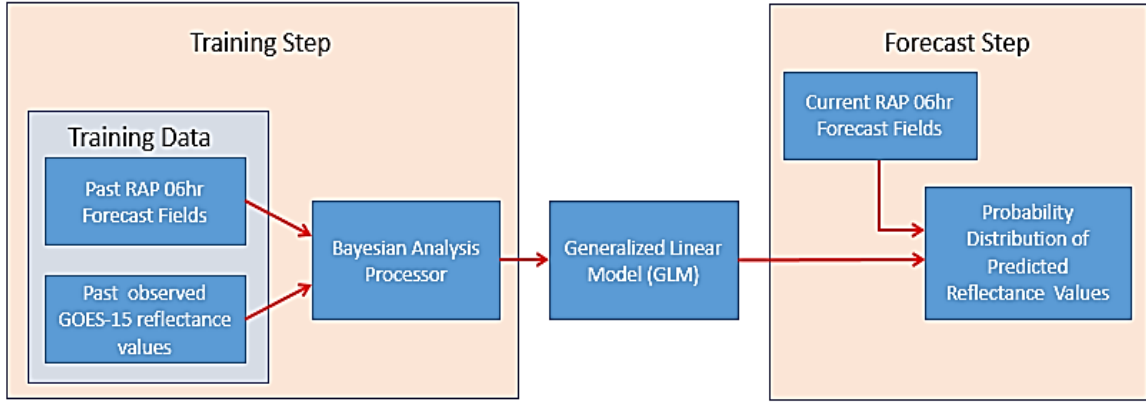 Training Step
Training Data
Past RAP 06hr
Forecast Fields
Past observed
GOES-15 reflectance
values
Bayesian Analysis
Processor
Generalized Linear
Model (GLM)
Forecast Step
Current RAP 06hr
Forecast Fields
Probability
Distribution of
Predicted
Reflectance Values